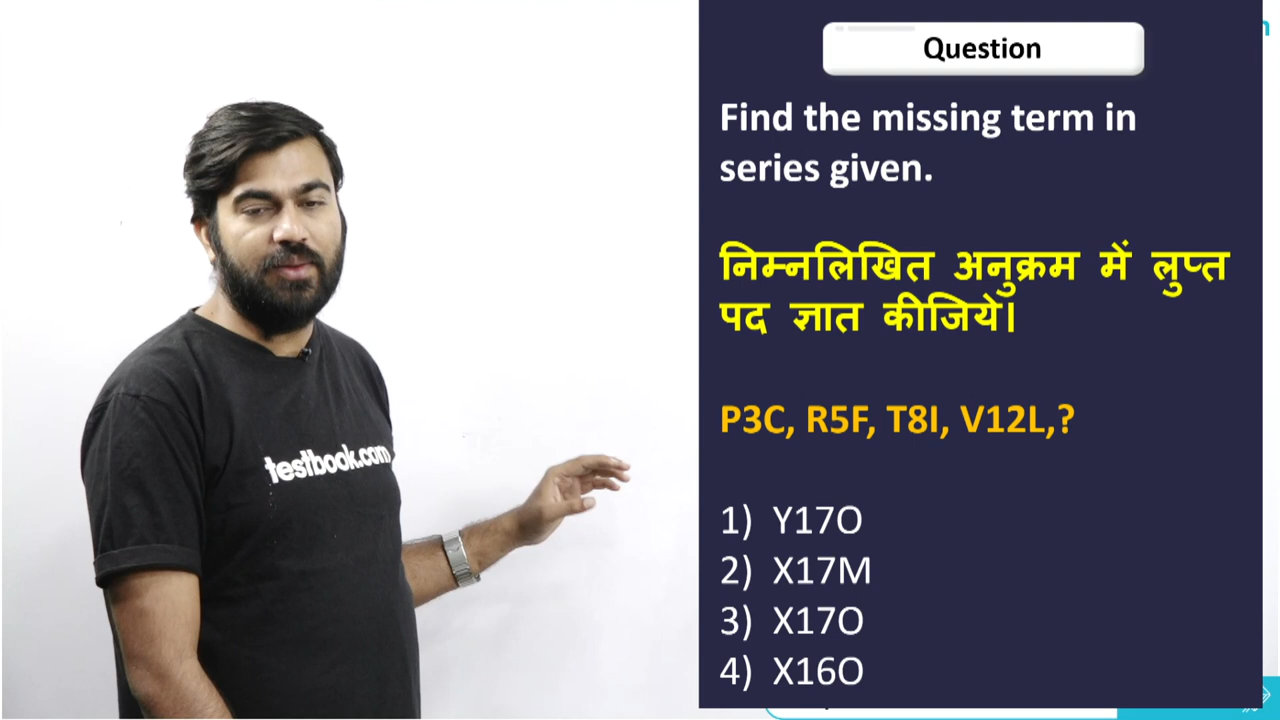 Question
Find the missing term in
series given.
निम्नलिखित अनुक्रम में लुप्त
पद ज्ञात कीजिये।
P3C, R5F, T8I, V12L,?
1) Y17O
2) X17M
3) X17O
4) X16O
testbook.com